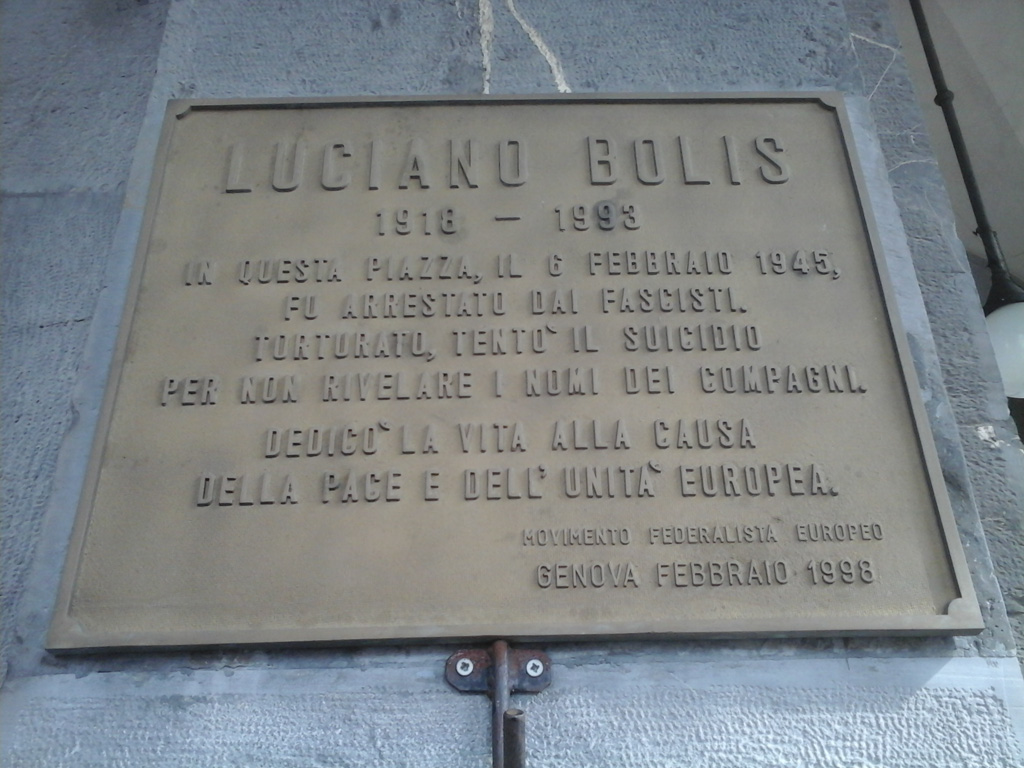 LUCIANO BOLIS
1918 - 1993
IN QUESTA PIAZZA, IL 6 FEBBRAIO 1945,
FU ARRESTATO DAI FASCISTI.
TORTURATO, TENTO` IL SUICIDIO
PER NON RIVELARE I NOMI DEI COMPAGNI.
DEDICO` LA VITA ALLA CAUSA
DELLA PACE E DELL' UNITA` EUROPEA.
MOVIMENTO FEDERALISTA EUROPEO
GENOVA FEBBRAIO 1998